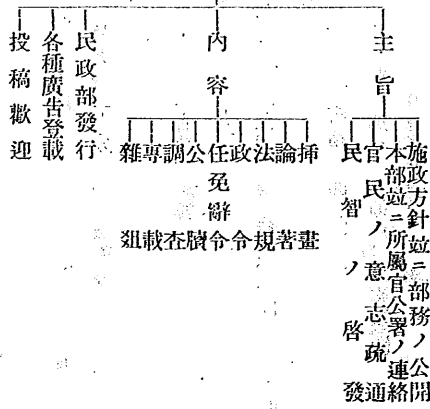 主旨
施政方針竝ニ部務ノ公開
本部竝ニ所屬官公署ノ連絡
官民ノ意志疏通
民智ノ啓發
內容
揷畫
論著
法規
政令
任免辭令
公牘
調査
專載
雜俎
民政部發行
各種廣告登載
投稿歡迎